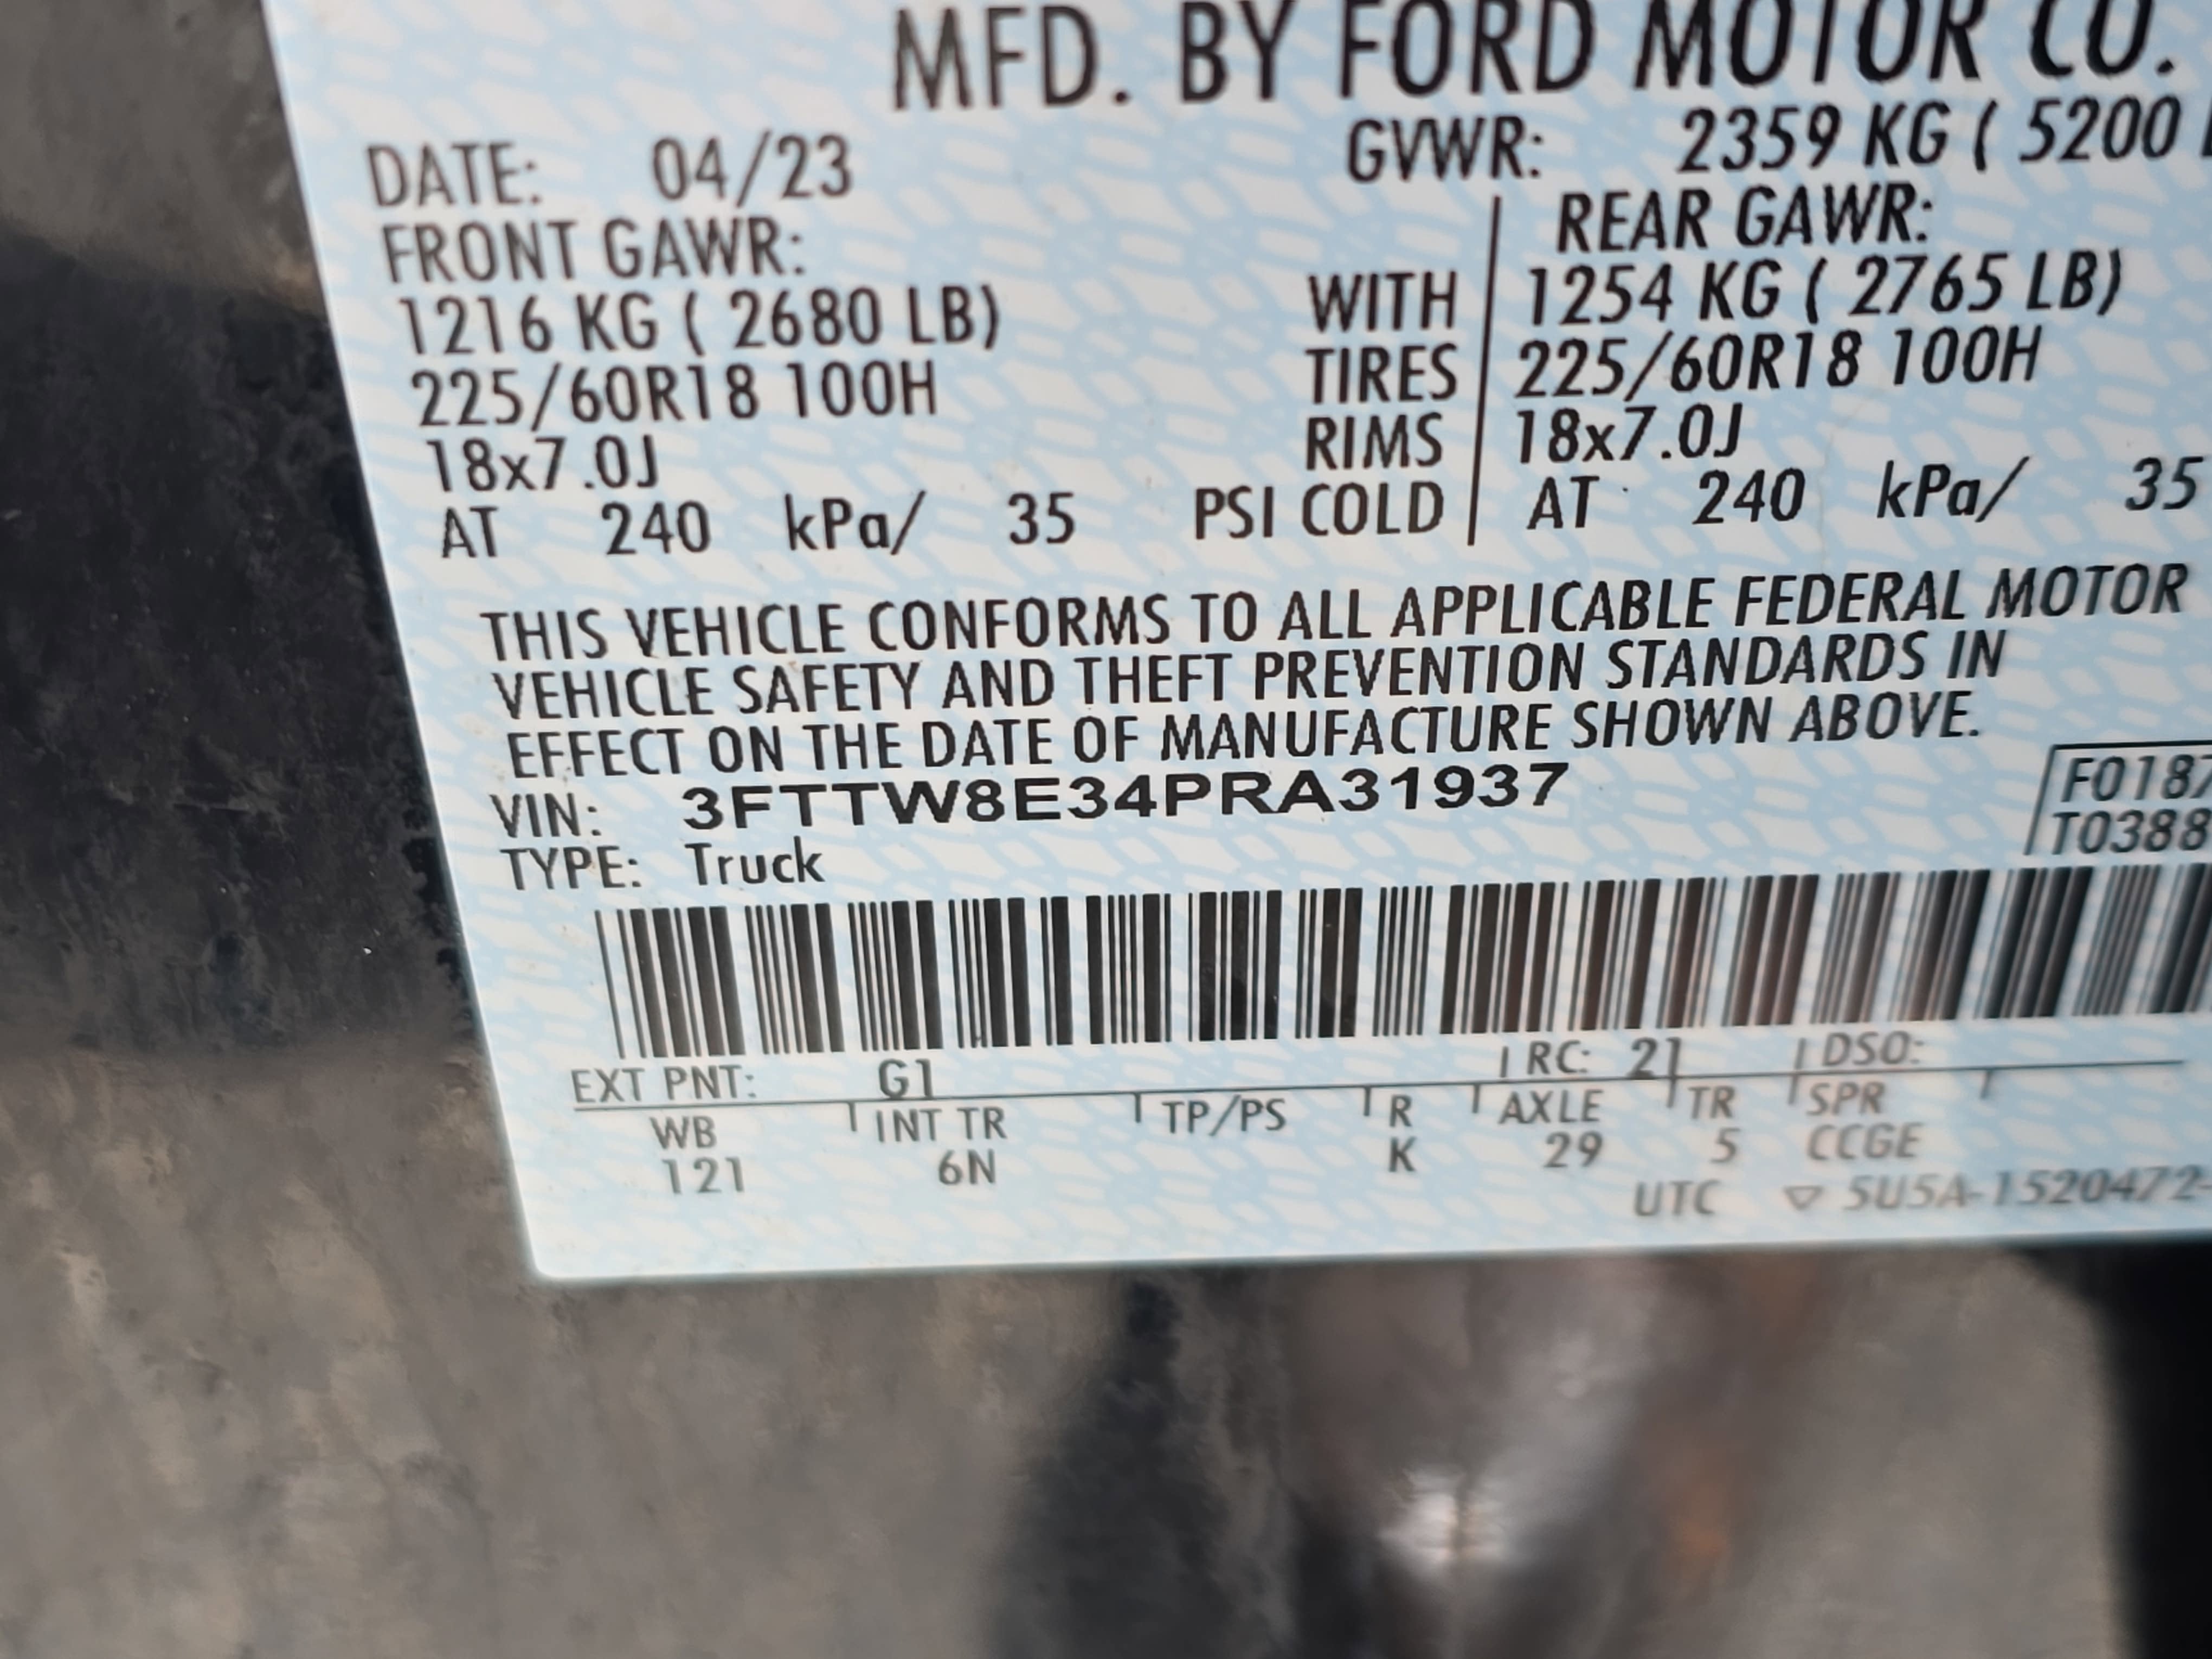 MFD. BY FORD MOTOR CO.
DATE: 04/23 GVWR: 2359 KG ( 5200
FRONT GAWR: REAR GAWR:
1216 KG ( 2680 LB) WITH 1254 KG ( 2765 LB)
225/60R18 100H TIRES 225/60R18 100H
18x7.0J RIMS 18x7.0J
AT 240 kPa/ 35 PSI COLD AT 240 kPa/ 35
THIS VEHICLE CONFORMS TO ALL APPLICABLE FEDERAL MOTOR
VEHICLE SAFETY AND THEFT PREVENTION STANDARDS IN
EFFECT ON THE DATE OF MANUFACTURE SHOWN ABOVE.
VIN: 3FTTW8E34PRA31937 F0187
TYPE: Truck T0388
EXT PNT: G1 RC: 21 DSO:
WB INT TR TP/PS R AXLE TR SPR
121 6N K 29 5 CCGE
UTC ▽ 5U5A-1520472-